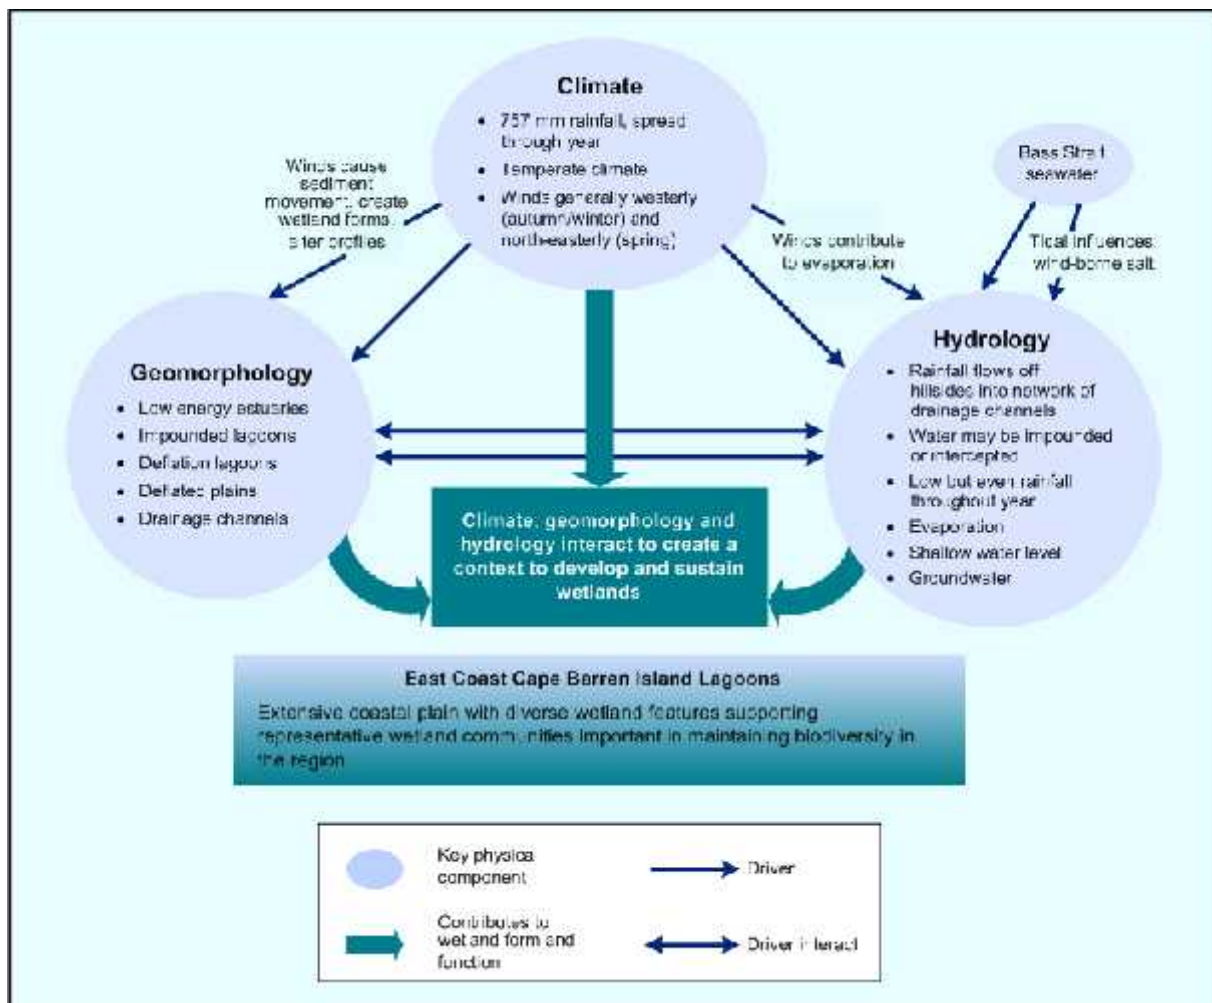 Climate
• 757 mm rainfall, spread
through year
• Temperate climate
• Winds generally westerly
(autumn/winter) and
north-easterly (spring)
Winds cause
sediment
movement, create
wetland forms,
alter profiles
Bass Strait
seawater
Winds contribute
to evaporation
Tidal influences,
wind-borne salt
Geomorphology
• Low energy estuaries
• Impounded lagoons
• Deflation lagoons
• Deflated plains
• Drainage channels
Hydrology
• Rainfall flows off
hillsides into network of
drainage channels
• Water may be impounded
or intercepted
• Low but even rainfall
throughout year
• Evaporation
• Shallow water level
• Groundwater
Climate, geomorphology and
hydrology interact to create a
context to develop and sustain
wetlands
East Coast Cape Barren Island Lagoons
Extensive coastal plain with diverse wetland features supporting
representative wetland communities important in maintaining biodiversity in
the region
Key physical
component
Driver
Contributes to
wetland form and
function
Driver interact